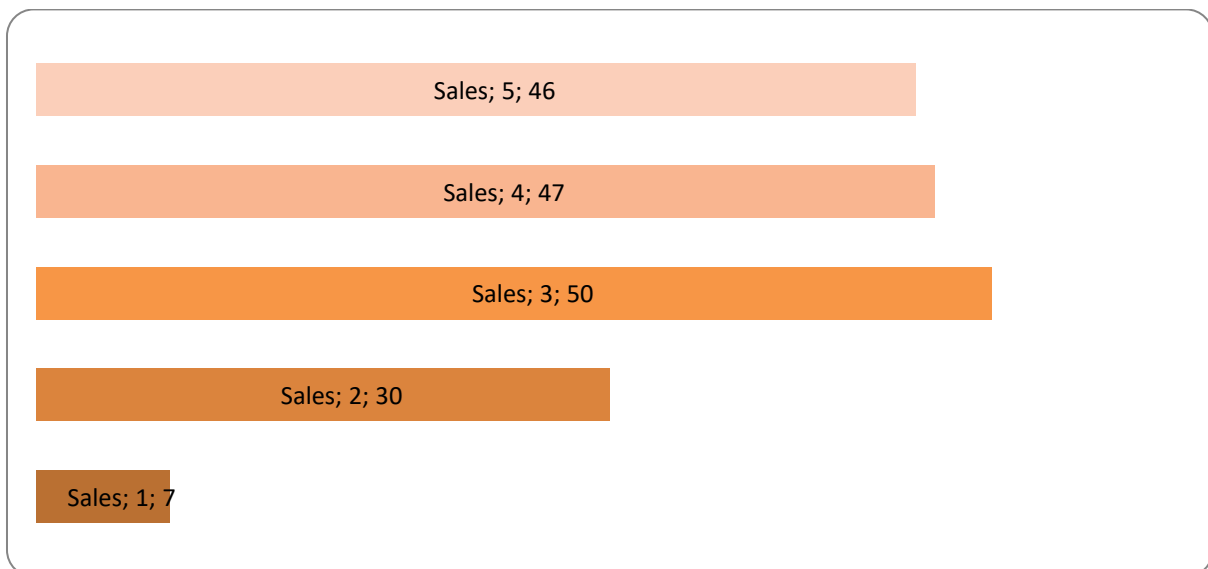 Sales; 5; 46
Sales; 4; 47
Sales; 3; 50
Sales; 2; 30
Sales; 1; 7